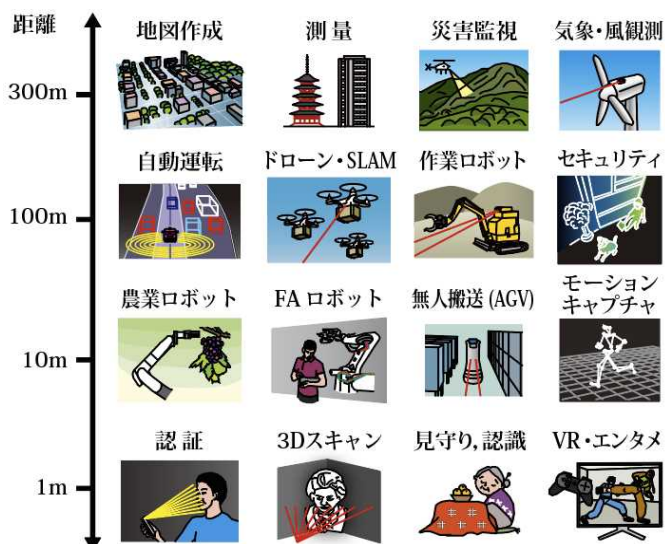 距離
地図作成
測量
災害監視
気象・風観測
300m
自動運転
ドローン・SLAM
作業ロボット
セキュリティ
100m
農業ロボット
FAロボット
無人搬送(AGV)
モーション
キャプチャ
10m
認証
3Dスキャン
見守り,認識
VR・エンタメ
1m